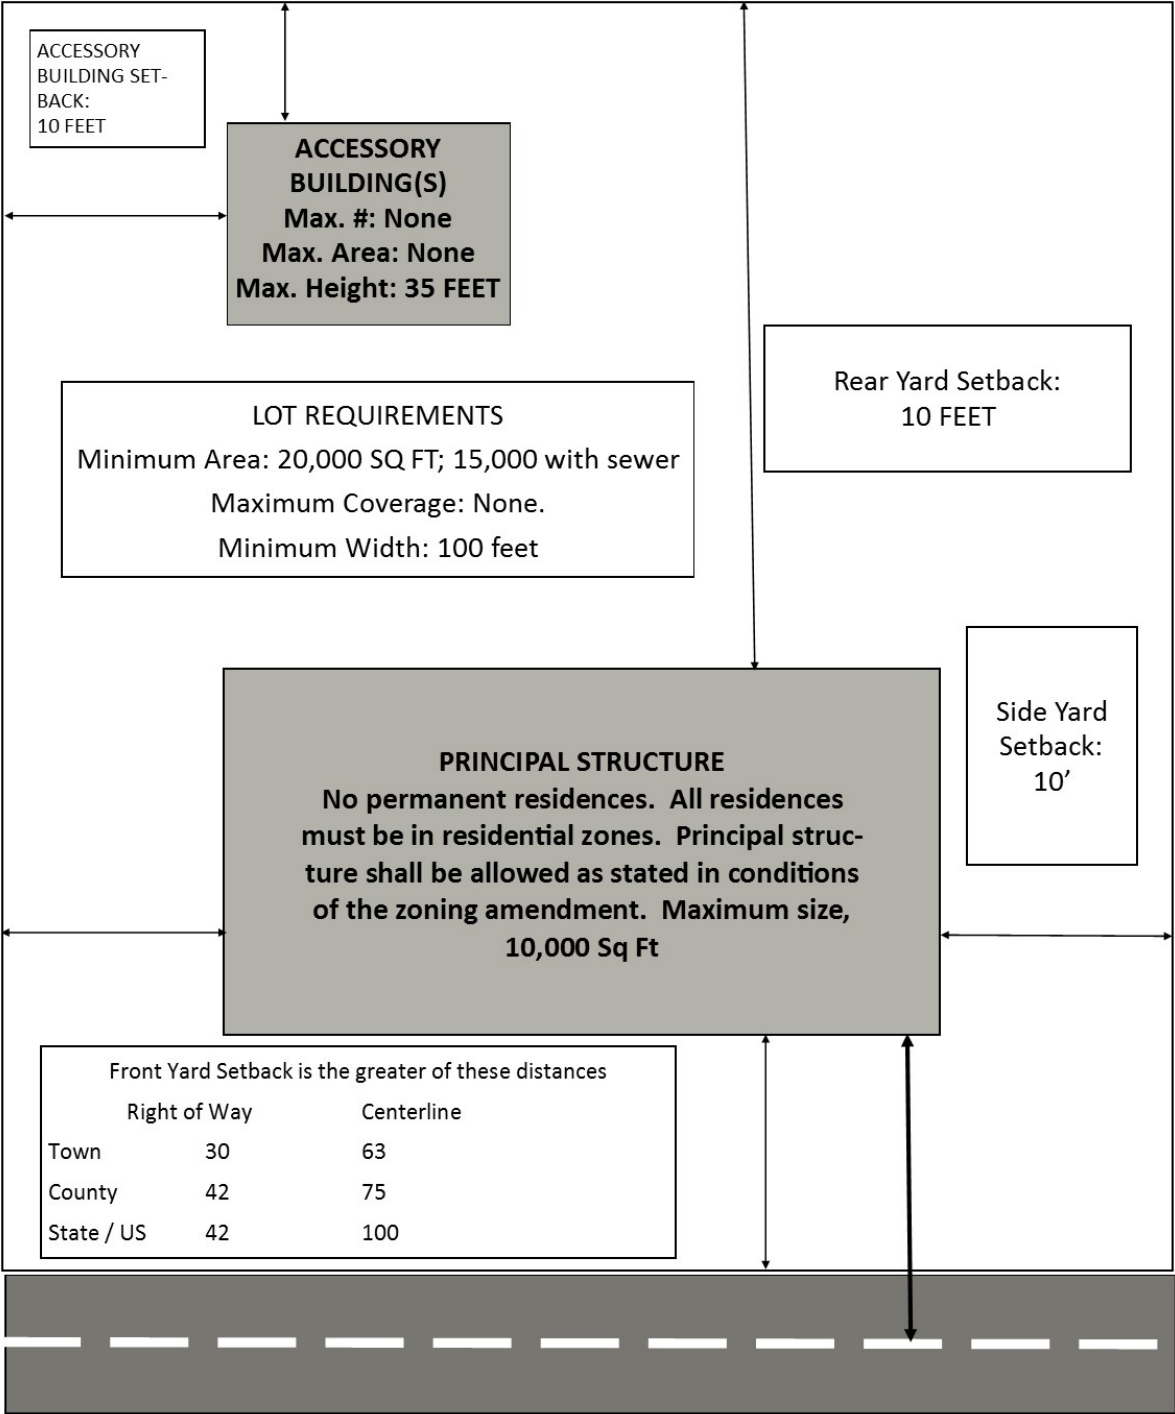 ACCESSORY
BUILDING SET-
BACK:
10 FEET
ACCESSORY
BUILDING(S)
Max. #: None
Max. Area: None
Max. Height: 35 FEET
Rear Yard Setback:
10 FEET
LOT REQUIREMENTS
Minimum Area: 20,000 SQ FT; 15,000 with sewer
Maximum Coverage: None.
Minimum Width: 100 feet
Side Yard
Setback:
10’
PRINCIPAL STRUCTURE
No permanent residences.  All residences
must be in residential zones.  Principal struc-
ture shall be allowed as stated in conditions
of the zoning amendment.  Maximum size,
10,000 Sq Ft
Front Yard Setback is the greater of these distances
Right of Way Centerline
Town 30 63
County 42 75
State / US 42 100